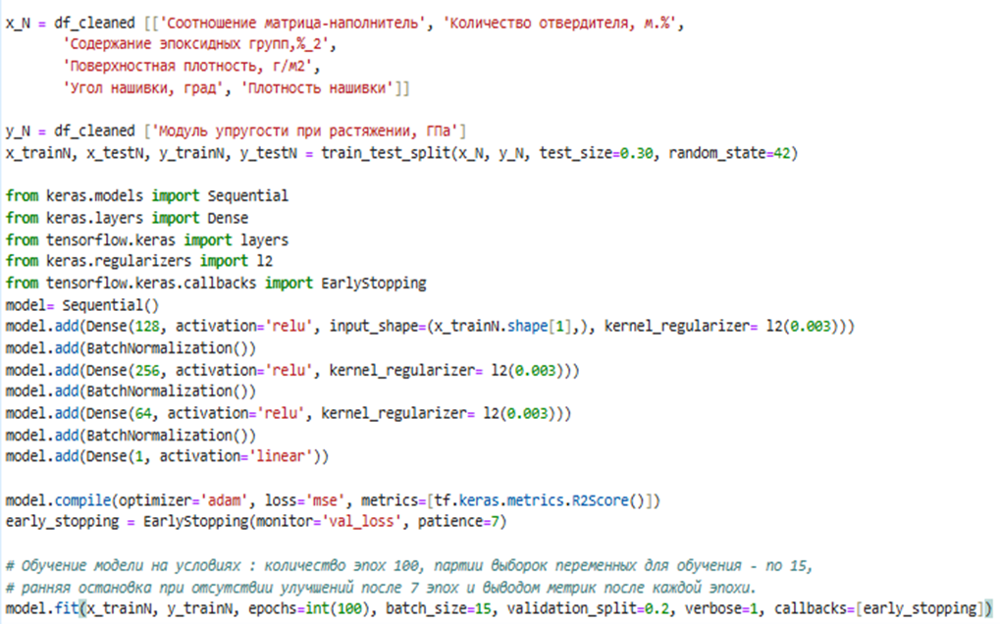 x_N = df_cleaned [['Соотношение матрица-наполнитель', 'Количество отвердителя, м.%',
'Содержание эпоксидных групп,%_2',
'Поверхностная плотность, г/м2',
'Угол нашивки, град', 'Плотность нашивки']]
y_N = df_cleaned ['Модуль упругости при растяжении, ГПа']
x_trainN, x_testN, y_trainN, y_testN = train_test_split(x_N, y_N, test_size=0.30, random_state=42)
from keras.models import Sequential
from keras.layers import Dense
from tensorflow.keras import layers
from keras.regularizers import l2
from tensorflow.keras.callbacks import EarlyStopping
model= Sequential()
model.add(Dense(128, activation='relu', input_shape=(x_trainN.shape[1],), kernel_regularizer= l2(0.003)))
model.add(BatchNormalization())
model.add(Dense(256, activation='relu', kernel_regularizer= l2(0.003)))
model.add(BatchNormalization())
model.add(Dense(64, activation='relu', kernel_regularizer= l2(0.003)))
model.add(BatchNormalization())
model.add(Dense(1, activation='linear'))
model.compile(optimizer='adam', loss='mse', metrics=[tf.keras.metrics.R2Score()])
early_stopping = EarlyStopping(monitor='val_loss', patience=7)
# Обучение модели на условиях : количество эпох 100, партии выборок переменных для обучения - по 15,
# ранняя остановка при отсутствии улучшений после 7 эпох и выводом метрик после каждой эпохи.
model.fit(x_trainN, y_trainN, epochs=int(100), batch_size=15, validation_split=0.2, verbose=1, callbacks=[early_stopping])